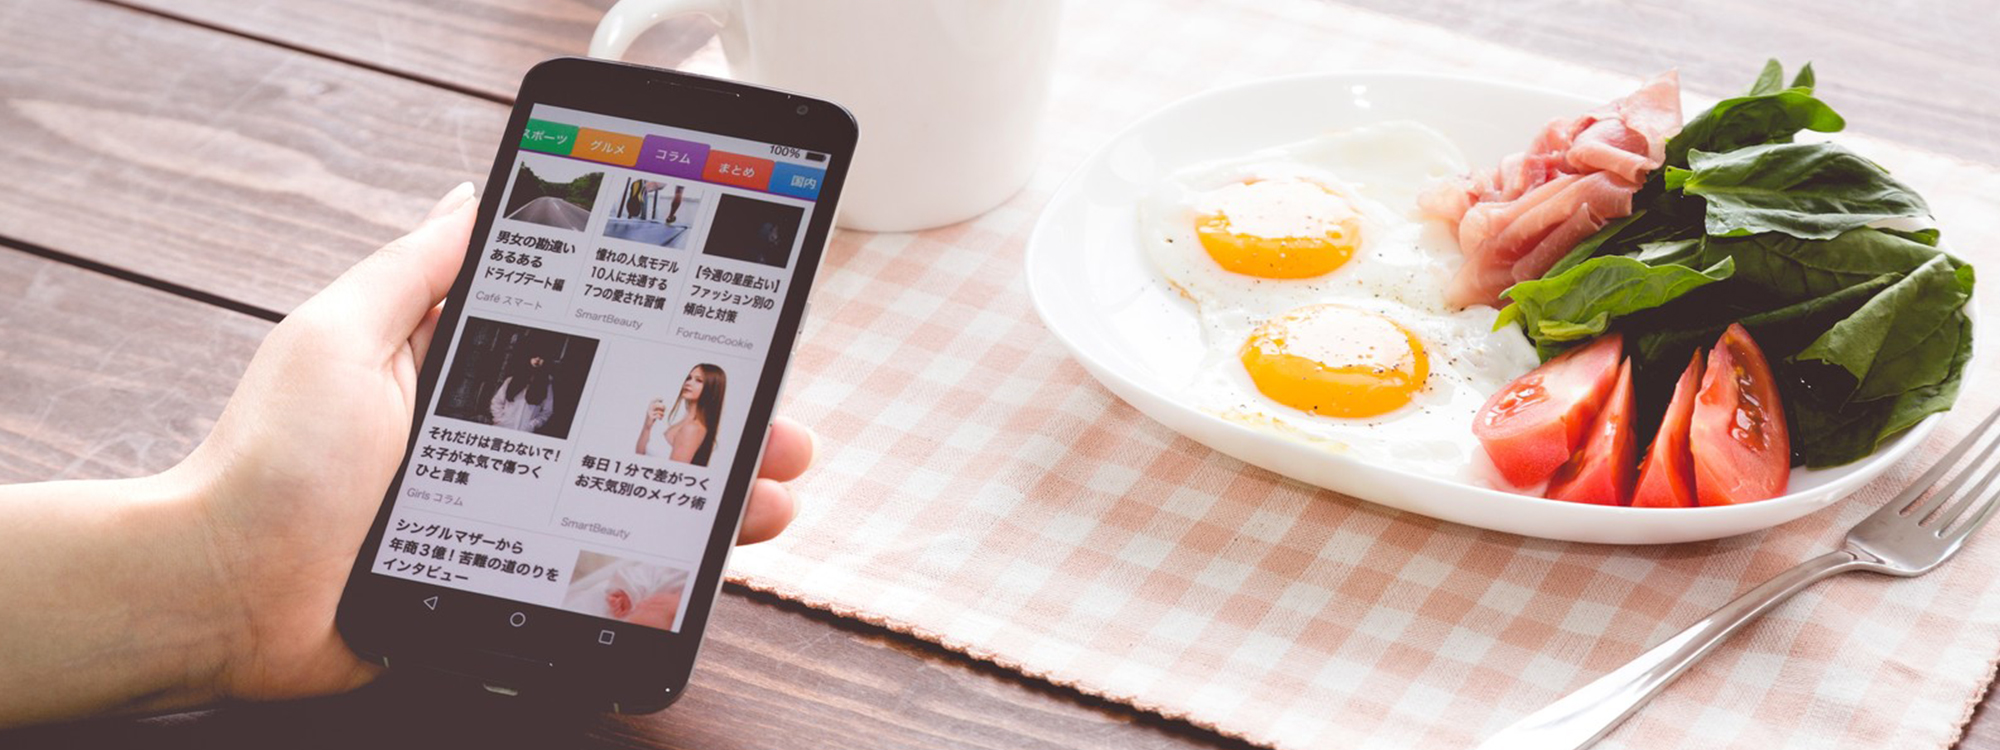 100%
スポーツ
グルメ
コラム
まとめ
国内
男女の勘違い
あるある
ドライブデート編
Café スマート
憧れの人気モデル
10人に共通する
7つの愛され習慣
SmartBeauty
【今週の星座占い】
ファッション別の
傾向と対策
FortuneCookie
それだけは言わないで!
女子が本気で傷つく
ひと言集
Girls コラム
毎日1分で差がつく
お天気別のメイク術
SmartBeauty
シングルマザーから
年商3億!苦難の道のりを
インタビュー